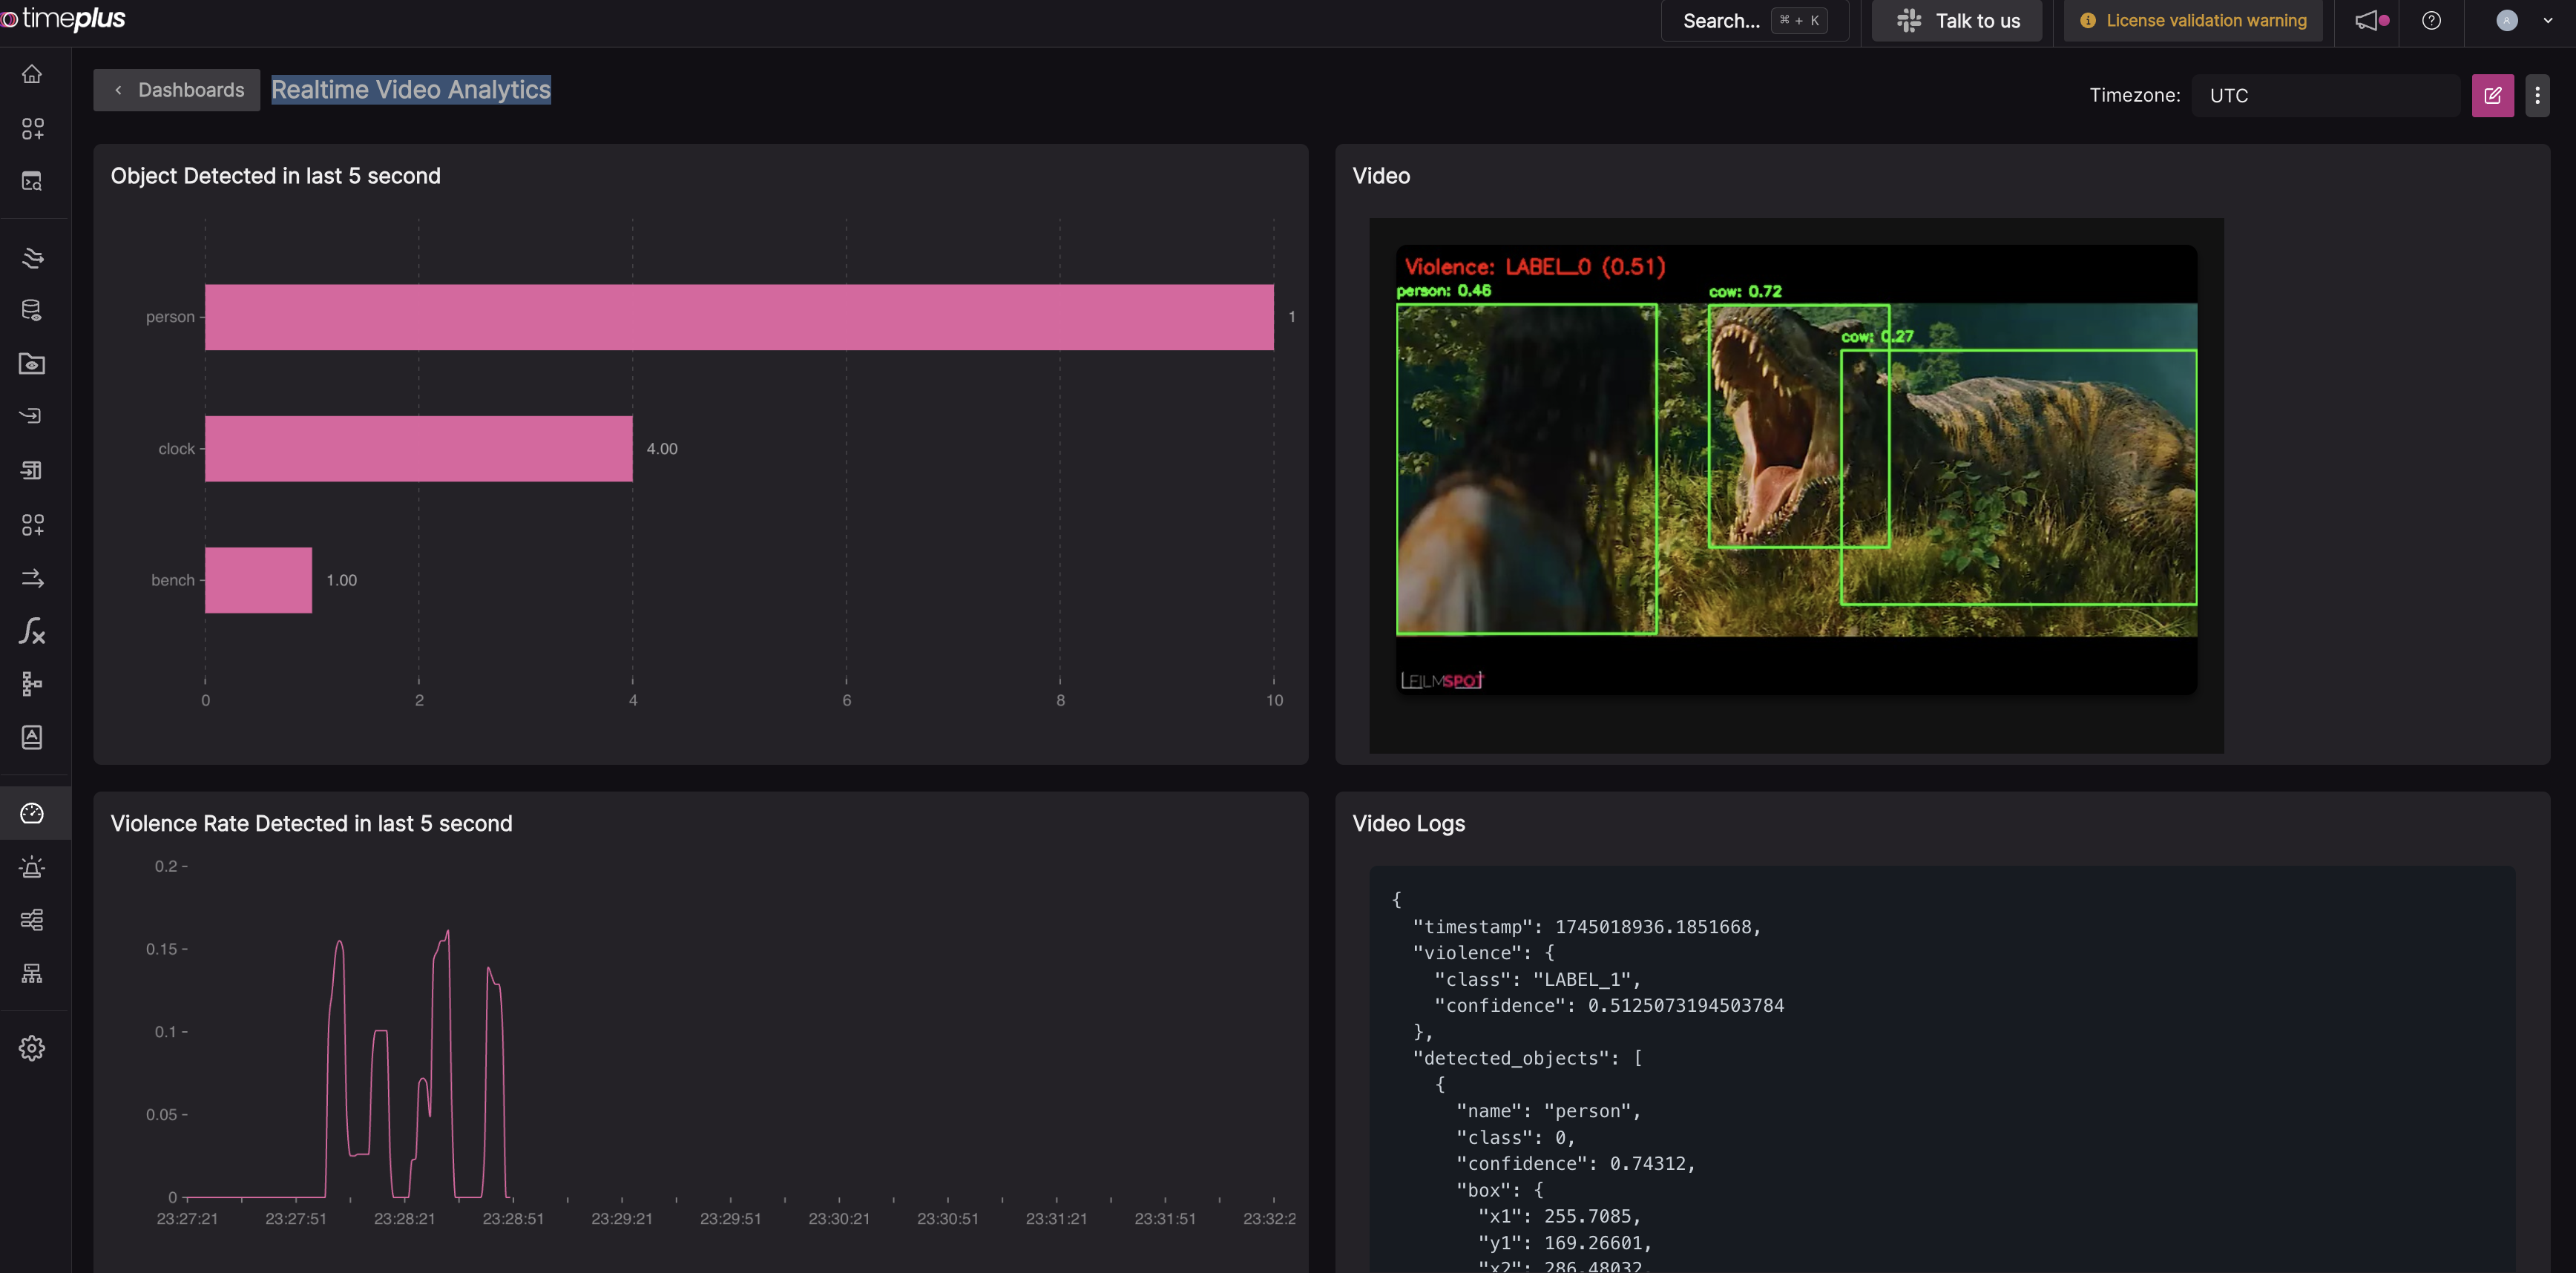 timeplus
Search... ⌘ + K
Talk to us
License validation warning
Dashboards
Realtime Video Analytics
Timezone: UTC
Object Detected in last 5 second
person
1
clock
4.00
bench
1.00
0 2 4 6 8 10
Video
Violence: LABEL_0 (0.51)
person: 0.46
cow: 0.72
cow: 0.27
[FILMSPOT]
Violence Rate Detected in last 5 second
0.2
0.15
0.1
0.05
0
23:27:21 23:27:51 23:28:21 23:28:51 23:29:21 23:29:51 23:30:21 23:30:51 23:31:21 23:31:51 23:32:2
Video Logs
{
"timestamp": 1745018936.1851668,
"violence": {
"class": "LABEL_1",
"confidence": 0.5125073194503784
},
"detected_objects": [
{
"name": "person",
"class": 0,
"confidence": 0.74312,
"box": {
"x1": 255.7085,
"y1": 169.26601,
"x2": 286.48032,